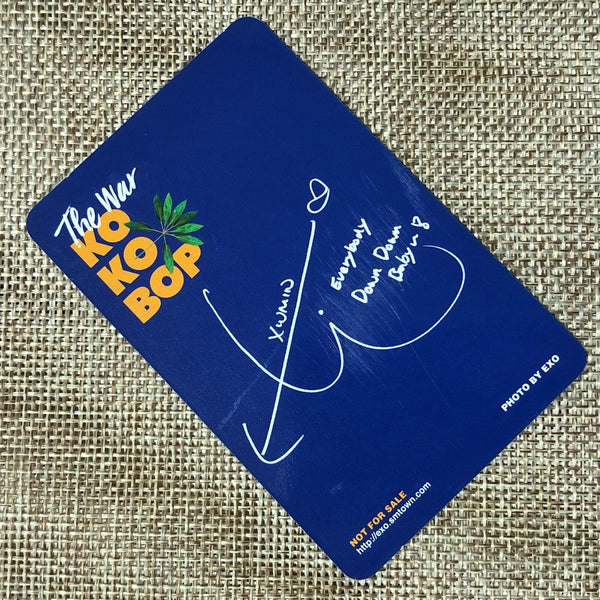 The War
KO
KO
BOP
XIUMIN
Everybody
Down Down
Baby~ 8
PHOTO BY EXO
NOT FOR SALE
http://exo.smtown.com